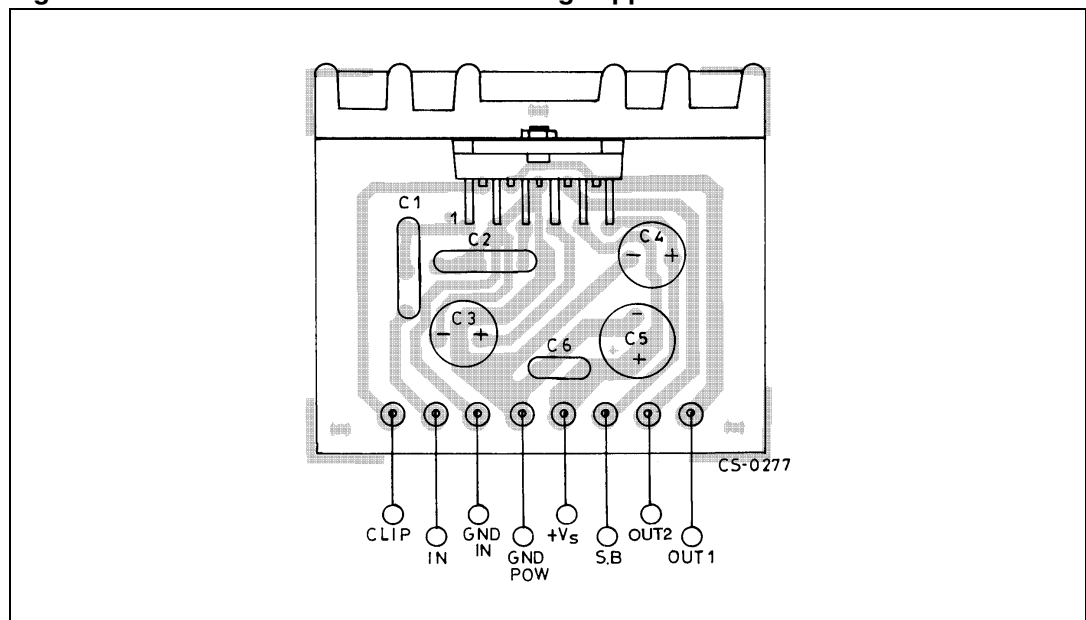 C1
1
C2
C4
- +
C3
- +
-
C5
+
+
C6
CS-0277
CLIP
IN
GND
IN
GND
POW
+Vs
S.B
OUT2
OUT1